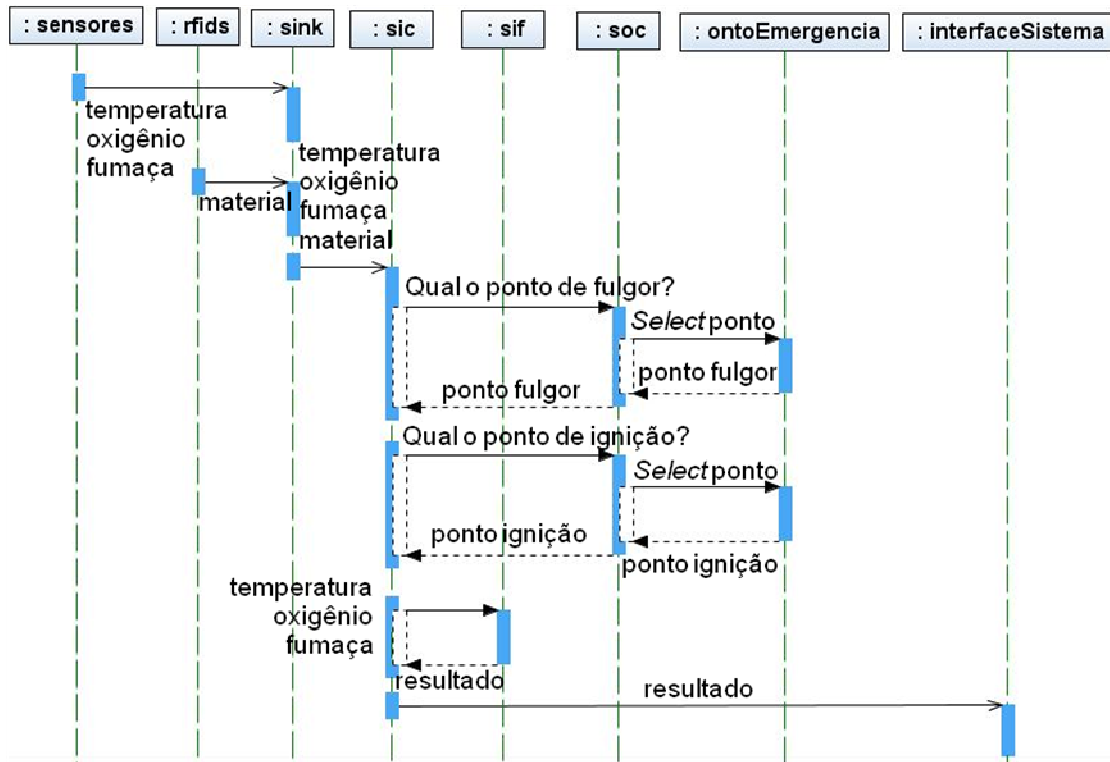 : sensores
: rfids
: sink
: sic
: sif
: soc
: ontoEmergencia
: interfaceSistema
temperatura
oxigênio
fumaça
material
temperatura
oxigênio
fumaça
material
Qual o ponto de fulgor?
Select ponto
ponto fulgor
ponto fulgor
Qual o ponto de ignição?
Select ponto
ponto ignição
ponto ignição
temperatura
oxigênio
fumaça
resultado
resultado